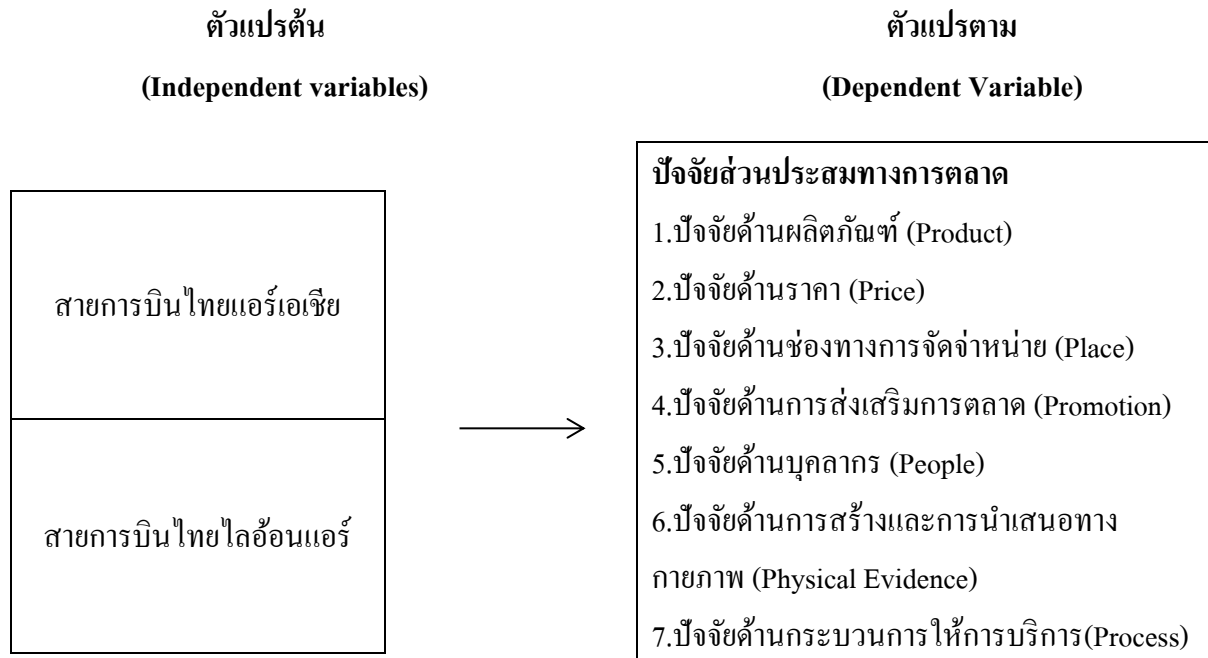 ตัวแปรต้น
(Independent variables)
สายการบินไทยแอร์เอเชีย
สายการบินไทยไลอ้อนแอร์
ตัวแปรตาม
(Dependent Variable)
ปัจจัยส่วนประสมทางการตลาด
1.ปัจจัยด้านผลิตภัณฑ์ (Product)
2.ปัจจัยด้านราคา (Price)
3.ปัจจัยด้านช่องทางการจัดจำหน่าย (Place)
4.ปัจจัยด้านการส่งเสริมการตลาด (Promotion)
5.ปัจจัยด้านบุคลากร (People)
6.ปัจจัยด้านการสร้างและการนำเสนอทาง
กายภาพ (Physical Evidence)
7.ปัจจัยด้านกระบวนการให้การบริการ(Process)